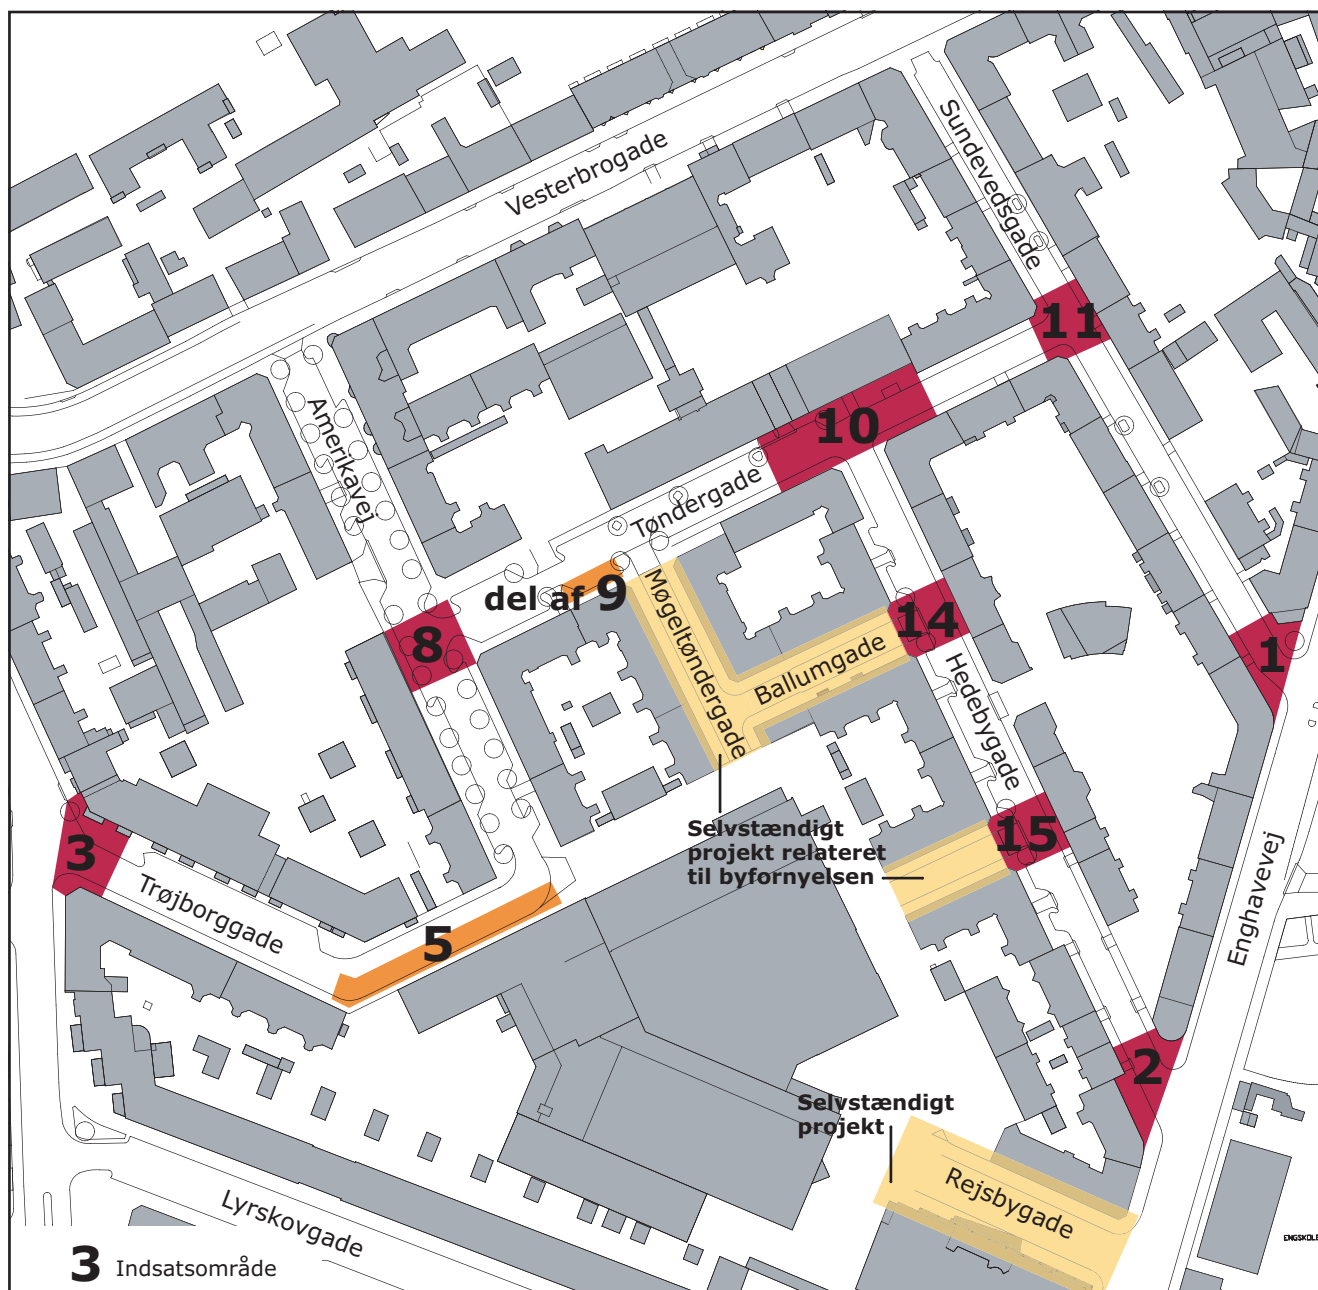 Sundevedsgade
Vesterbrogade
11
Amerikavej
10
Tøndergade
del af 9
Møgeltøndergade
14
8
Ballumgade
1
Hedebygade
Selvstændigt
projekt relateret
til byfornyelsen
15
3
Trøjborggade
5
Enghavevej
2
Selvstændigt
projekt
Rejsbygade
Lyrskovgade
ENGSKOLE
3 Indsatsområde